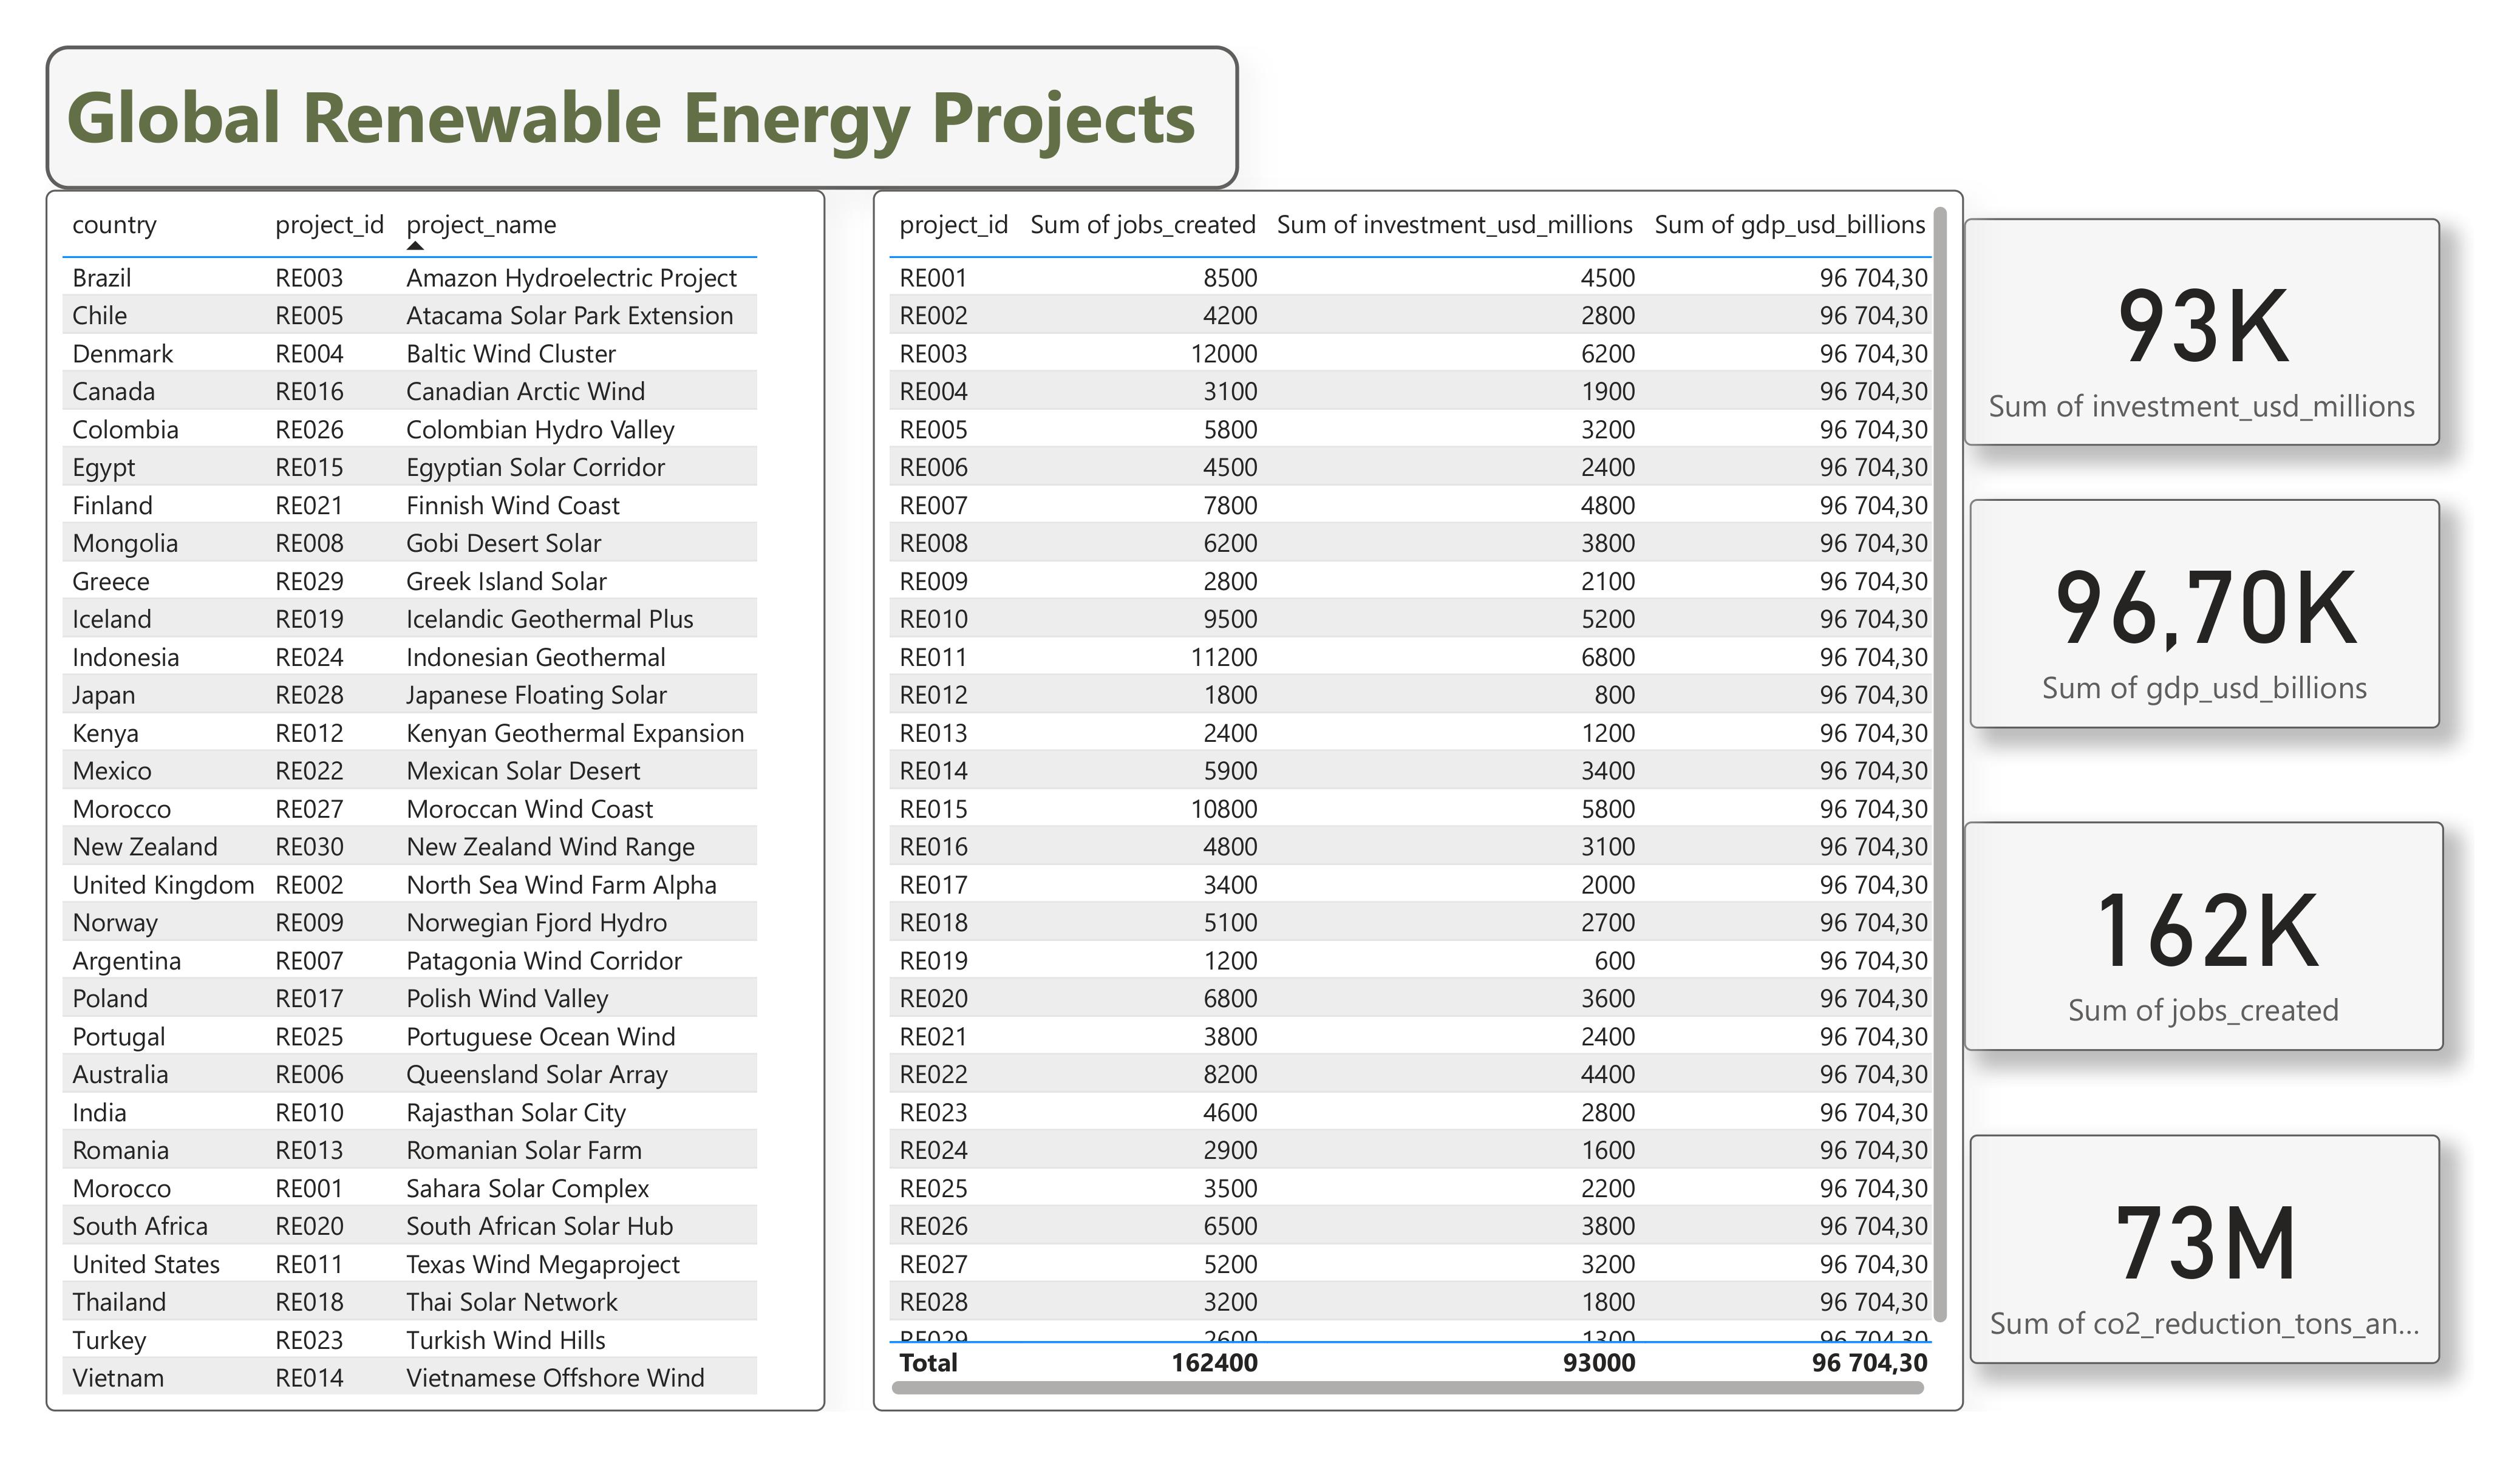 Global Renewable Energy Projects
country project_id project_name
Brazil RE003 Amazon Hydroelectric Project
Chile RE005 Atacama Solar Park Extension
Denmark RE004 Baltic Wind Cluster
Canada RE016 Canadian Arctic Wind
Colombia RE026 Colombian Hydro Valley
Egypt RE015 Egyptian Solar Corridor
Finland RE021 Finnish Wind Coast
Mongolia RE008 Gobi Desert Solar
Greece RE029 Greek Island Solar
Iceland RE019 Icelandic Geothermal Plus
Indonesia RE024 Indonesian Geothermal
Japan RE028 Japanese Floating Solar
Kenya RE012 Kenyan Geothermal Expansion
Mexico RE022 Mexican Solar Desert
Morocco RE027 Moroccan Wind Coast
New Zealand RE030 New Zealand Wind Range
United Kingdom RE002 North Sea Wind Farm Alpha
Norway RE009 Norwegian Fjord Hydro
Argentina RE007 Patagonia Wind Corridor
Poland RE017 Polish Wind Valley
Portugal RE025 Portuguese Ocean Wind
Australia RE006 Queensland Solar Array
India RE010 Rajasthan Solar City
Romania RE013 Romanian Solar Farm
Morocco RE001 Sahara Solar Complex
South Africa RE020 South African Solar Hub
United States RE011 Texas Wind Megaproject
Thailand RE018 Thai Solar Network
Turkey RE023 Turkish Wind Hills
Vietnam RE014 Vietnamese Offshore Wind
project_id Sum of jobs_created Sum of investment_usd_millions Sum of gdp_usd_billions
RE001 8500 4500 96 704,30
RE002 4200 2800 96 704,30
RE003 12000 6200 96 704,30
RE004 3100 1900 96 704,30
RE005 5800 3200 96 704,30
RE006 4500 2400 96 704,30
RE007 7800 4800 96 704,30
RE008 6200 3800 96 704,30
RE009 2800 2100 96 704,30
RE010 9500 5200 96 704,30
RE011 11200 6800 96 704,30
RE012 1800 800 96 704,30
RE013 2400 1200 96 704,30
RE014 5900 3400 96 704,30
RE015 10800 5800 96 704,30
RE016 4800 3100 96 704,30
RE017 3400 2000 96 704,30
RE018 5100 2700 96 704,30
RE019 1200 600 96 704,30
RE020 6800 3600 96 704,30
RE021 3800 2400 96 704,30
RE022 8200 4400 96 704,30
RE023 4600 2800 96 704,30
RE024 2900 1600 96 704,30
RE025 3500 2200 96 704,30
RE026 6500 3800 96 704,30
RE027 5200 3200 96 704,30
RE028 3200 1800 96 704,30
RE029 2600 1300 96 704,30
Total 162400 93000 96 704,30
93K
Sum of investment_usd_millions
96,70K
Sum of gdp_usd_billions
162K
Sum of jobs_created
73M
Sum of co2_reduction_tons_an...